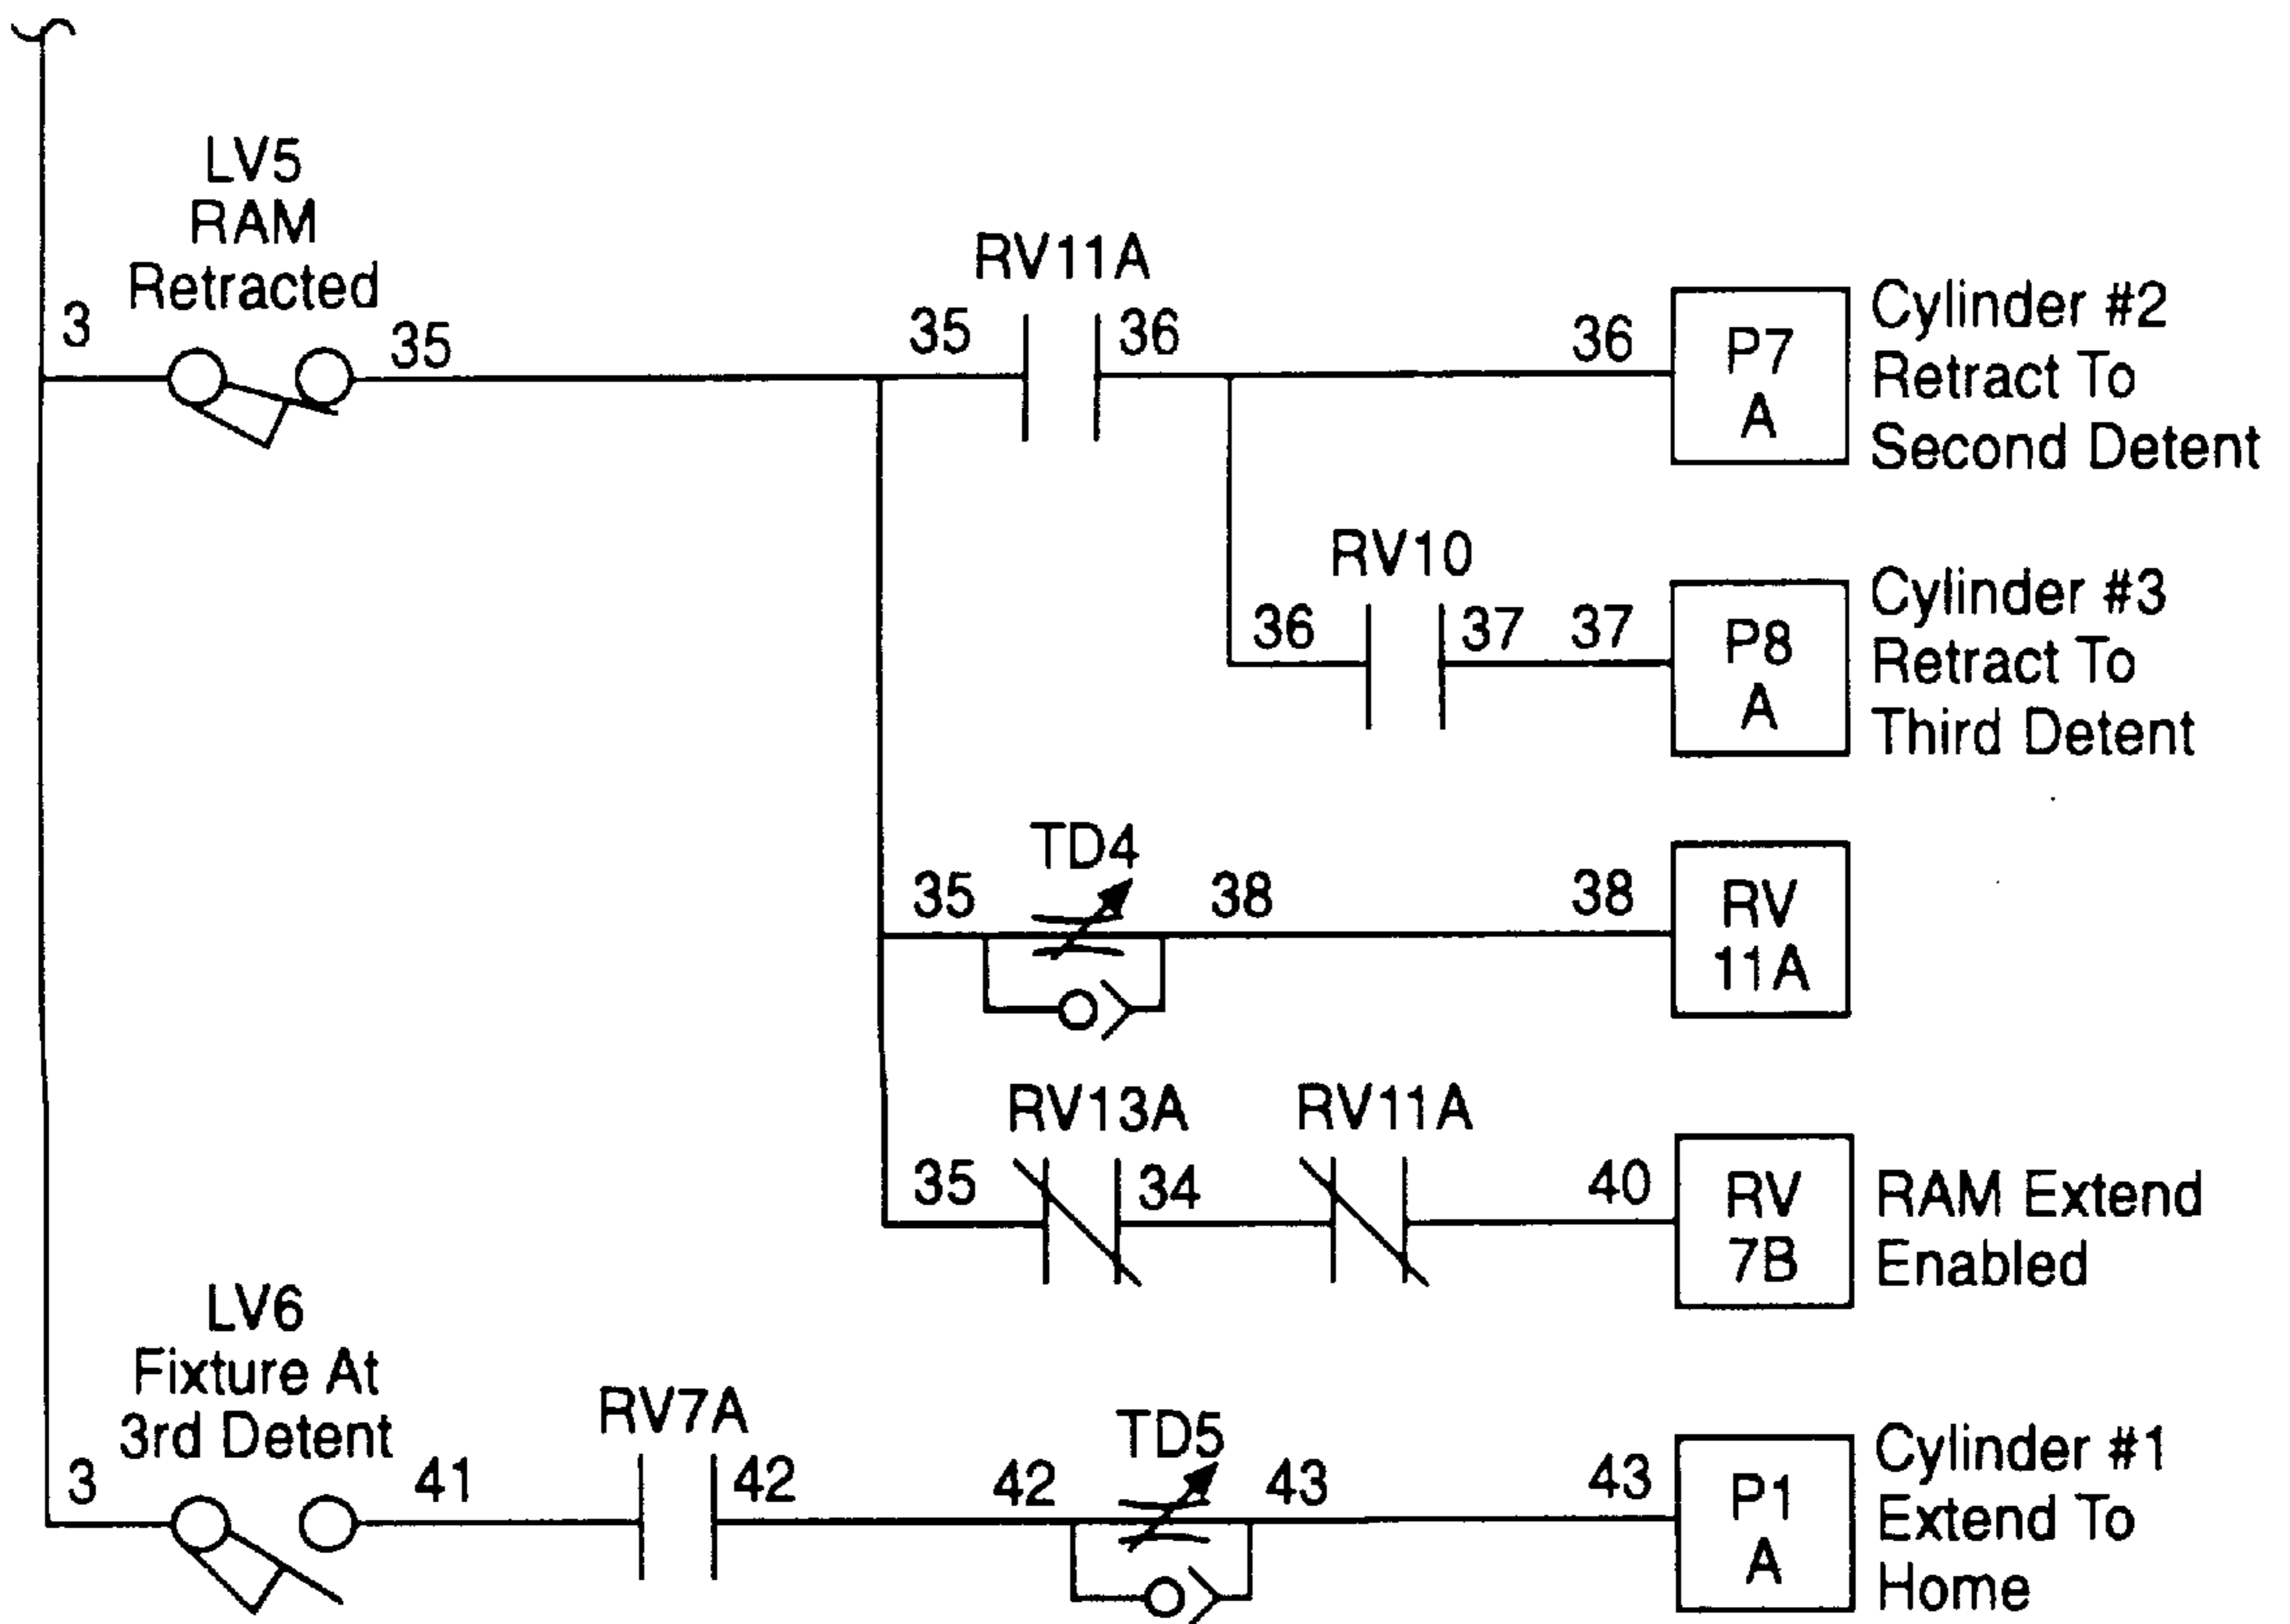 LV5
RAM
Retracted
3
35
RV11A
35
36
36
P7
A
Cylinder #2
Retract To
Second Detent
RV10
36
37
37
P8
A
Cylinder #3
Retract To
Third Detent
TD4
35
38
38
RV
11A
RV13A
RV11A
35
34
40
RV
7B
RAM Extend
Enabled
LV6
Fixture At
3rd Detent
3
41
RV7A
42
42
TD5
43
43
P1
A
Cylinder #1
Extend To
Home